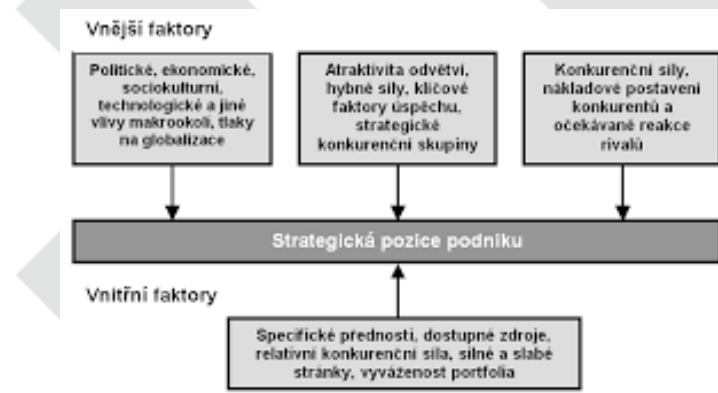 Vnější faktory
Politické, ekonomické,
sociokulturní,
technologické a jiné
vlivy makrookolí, tlaky
na globalizace
Atraktivita odvětví,
hybné síly, klíčové
faktory úspěchu,
strategické
konkurenční skupiny
Konkurenční síly,
nákladové postavení
konkurentů a
očekávané reakce
rivalů
Strategická pozice podniku
Vnitřní faktory
Specifické přednosti, dostupné zdroje,
relativní konkurenční síla, silné a slabé
stránky, vyváženost portfolia